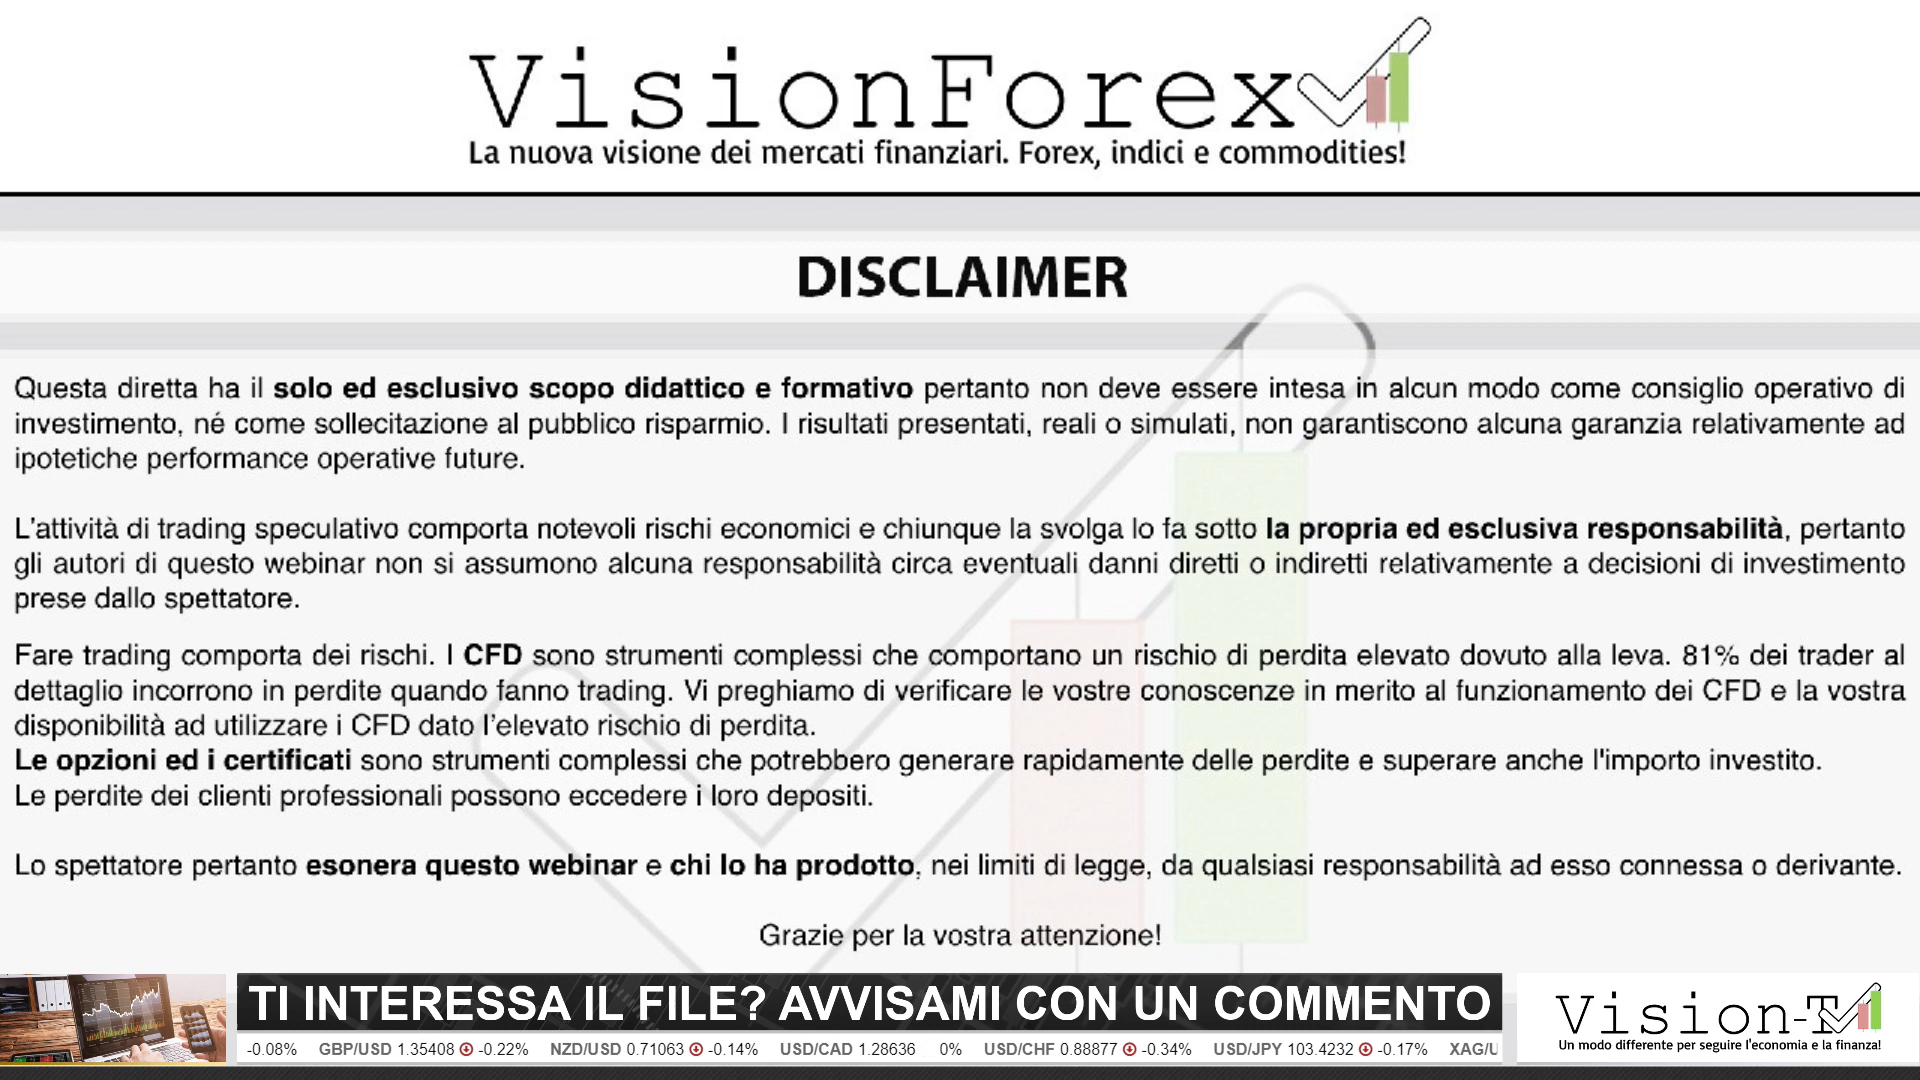 VisionForex
La nuova visione dei mercati finanziari. Forex, indici e commodities!
DISCLAIMER
Questa diretta ha il solo ed esclusivo scopo didattico e formativo pertanto non deve essere intesa in alcun modo come consiglio operativo di
investimento, né come sollecitazione al pubblico risparmio. I risultati presentati, reali o simulati, non garantiscono alcuna garanzia relativamente ad
ipotetiche performance operative future.
L'attività di trading speculativo comporta notevoli rischi economici e chiunque la svolga lo fa sotto la propria ed esclusiva responsabilità, pertanto
gli autori di questo webinar non si assumono alcuna responsabilità circa eventuali danni diretti o indiretti relativamente a decisioni di investimento
prese dallo spettatore.
Fare trading comporta dei rischi. I CFD sono strumenti complessi che comportano un rischio di perdita elevato dovuto alla leva. 81% dei trader al
dettaglio incorrono in perdite quando fanno trading. Vi preghiamo di verificare le vostre conoscenze in merito al funzionamento dei CFD e la vostra
disponibilità ad utilizzare i CFD dato l'elevato rischio di perdita.
Le opzioni ed i certificati sono strumenti complessi che potrebbero generare rapidamente delle perdite e superare anche l'importo investito.
Le perdite dei clienti professionali possono eccedere i loro depositi.
Lo spettatore pertanto esonera questo webinar e chi lo ha prodotto, nei limiti di legge, da qualsiasi responsabilità ad esso connessa o derivante.
Grazie per la vostra attenzione!
TI INTERESSA IL FILE? AVVISAMI CON UN COMMENTO
-0.08% GBP/USD 1.35408 -0.22% NZD/USD 0.71063 -0.14% USD/CAD 1.28636 0% USD/CHF 0.88877 -0.34% USD/JPY 103.4232 -0.17% XAG/U
Vision-T
Un modo differente per seguire l'economia e la finanza!